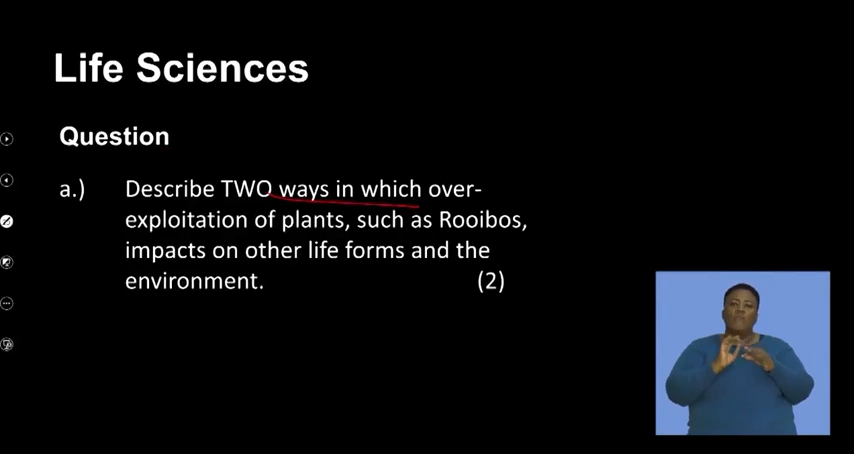 Life Sciences
Question
a.) Describe TWO ways in which over-
exploitation of plants, such as Rooibos,
impacts on other life forms and the
environment. (2)